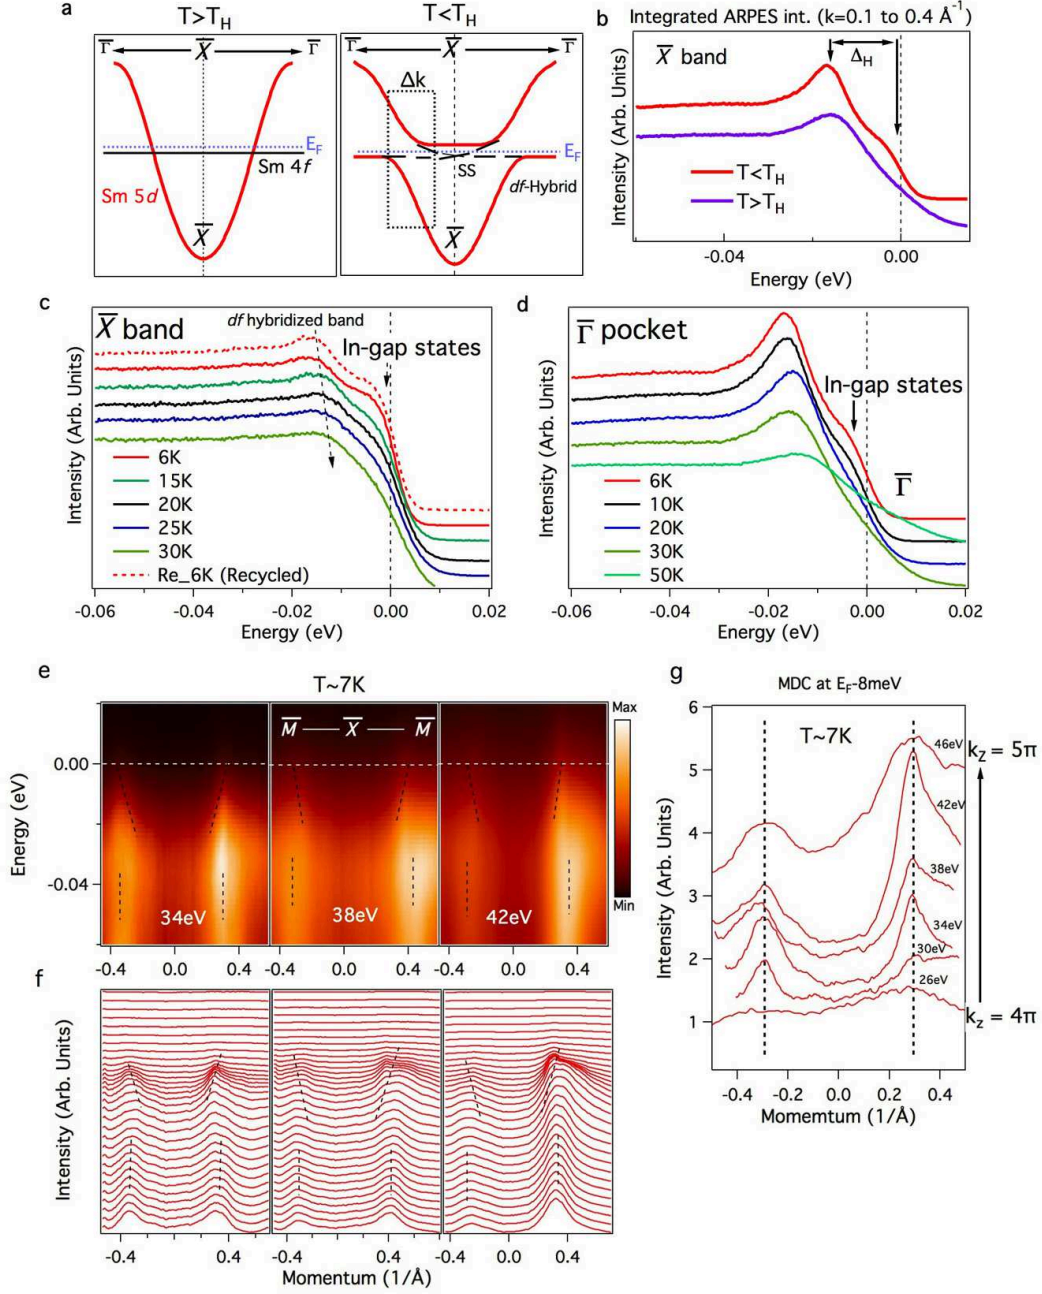 a
T>T_H
T<T_H
Γ̅ X̅ Γ̅
Γ̅ X̅ Γ̅
Δk
E_F
Sm 4f
Sm 5d
X̅
E_F
SS
df-Hybrid
X̅
b
Integrated ARPES int. (k=0.1 to 0.4 Å⁻¹)
Intensity (Arb. Units)
X̅ band
Δ_H
T<T_H
T>T_H
-0.04 0.00
Energy (eV)
c
Intensity (Arb. Units)
X̅ band
df hybridized band
In-gap states
6K
15K
20K
25K
30K
Re_6K (Recycled)
-0.06 -0.04 -0.02 0.00 0.02
Energy (eV)
d
Intensity (Arb. Units)
Γ̅ pocket
In-gap states
Γ̅
6K
10K
20K
30K
50K
-0.06 -0.04 -0.02 0.00 0.02
Energy (eV)
e
T~7K
Energy (eV)
0.00
-0.04
M̅ — X̅ — M̅
34eV
38eV
42eV
Max
Min
-0.4 0.0 0.4
-0.4 0.0 0.4
-0.4 0.0 0.4
f
Intensity (Arb. Units)
-0.4 0.4
-0.4 0.4
-0.4 0.0 0.4
Momentum (1/Å)
g
MDC at E_F-8meV
Intensity (Arb. Units)
6
5
4
3
2
1
T~7K
46eV
42eV
38eV
34eV
30eV
26eV
k_z = 5π
k_z = 4π
-0.4 -0.2 0.0 0.2 0.4
Momemtum (1/Å)